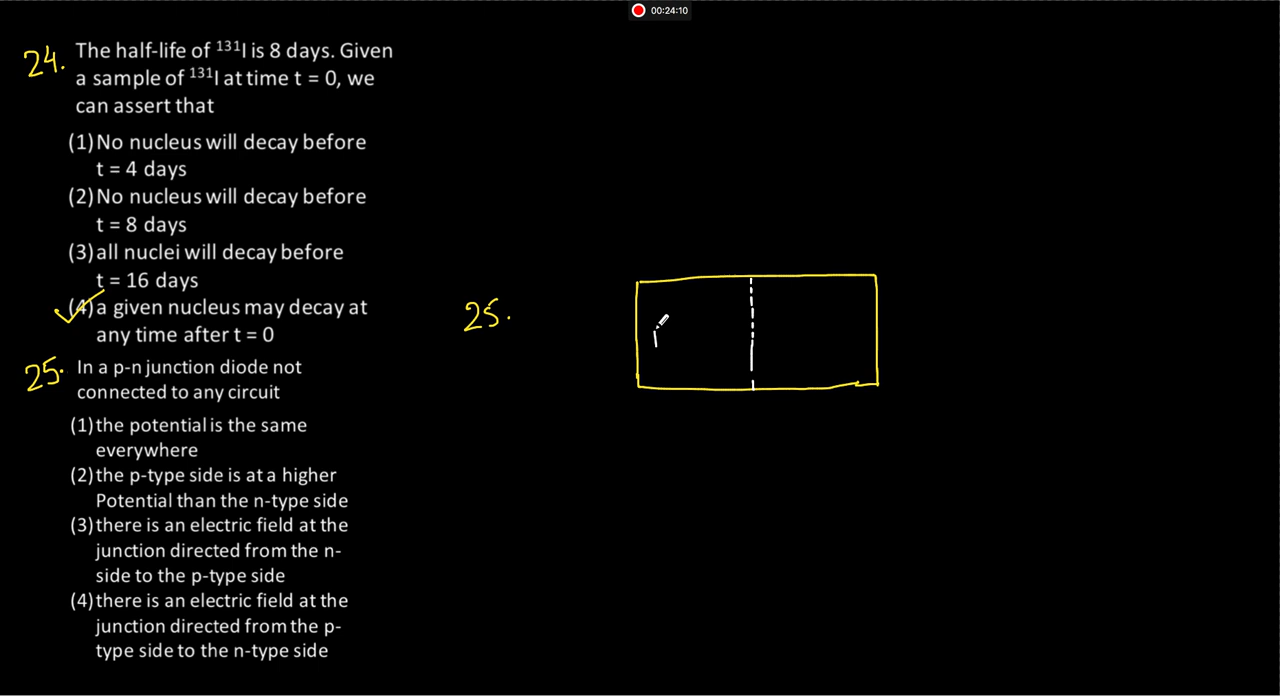 00:24:10
24. The half-life of ¹³¹I is 8 days. Given
a sample of ¹³¹I at time t = 0, we
can assert that
(1) No nucleus will decay before
t = 4 days
(2) No nucleus will decay before
t = 8 days
(3) all nuclei will decay before
t = 16 days
(4) a given nucleus may decay at
any time after t = 0
25. In a p-n junction diode not
connected to any circuit
(1) the potential is the same
everywhere
(2) the p-type side is at a higher
Potential than the n-type side
(3) there is an electric field at the
junction directed from the n-
side to the p-type side
(4) there is an electric field at the
junction directed from the p-
type side to the n-type side
25.